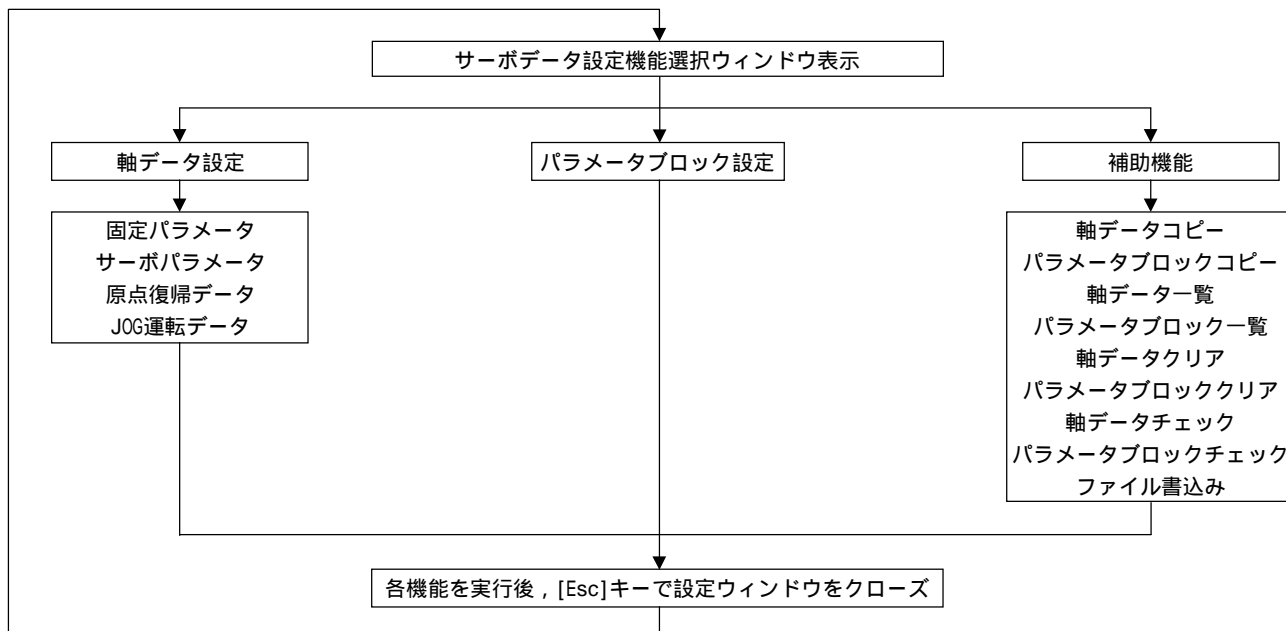 サーボデータ設定機能選択ウィンドウ表示
軸データ設定
パラメータブロック設定
補助機能
固定パラメータ
サーボパラメータ
原点復帰データ
JOG運転データ
軸データコピー
パラメータブロックコピー
軸データ一覧
パラメータブロック一覧
軸データクリア
パラメータブロッククリア
軸データチェック
パラメータブロックチェック
ファイル書込み
各機能を実行後，[Esc]キーで設定ウィンドウをクローズ